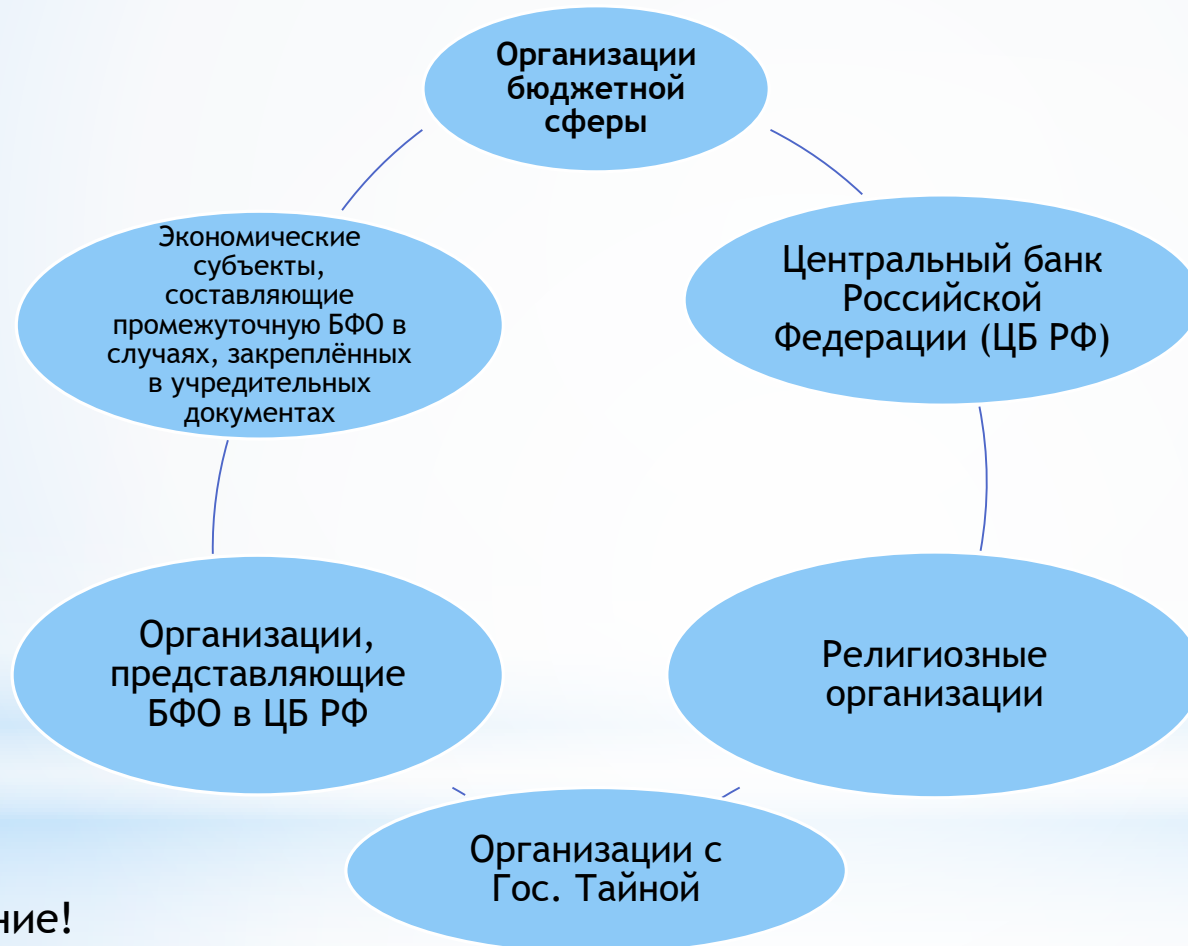 Организации
бюджетной
сферы
Экономические
субъекты,
составляющие
промежуточную БФО в
случаях, закреплённых
в учредительных
документах
Центральный банк
Российской
Федерации (ЦБ РФ)
Организации,
представляющие
БФО в ЦБ РФ
Религиозные
организации
Организации с
Гос. Тайной
ние!